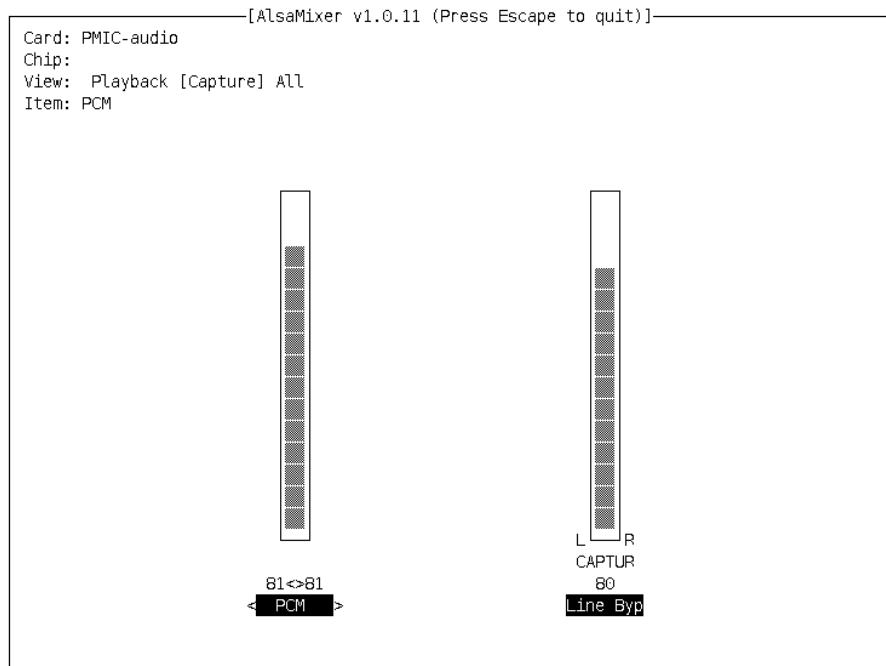 [AlsaMixer v1.0.11 (Press Escape to quit)]
Card: PMIC-audio
Chip:
View: Playback [Capture] All
Item: PCM
L R
CAPTUR
81<>81 80
< PCM > Line Byp